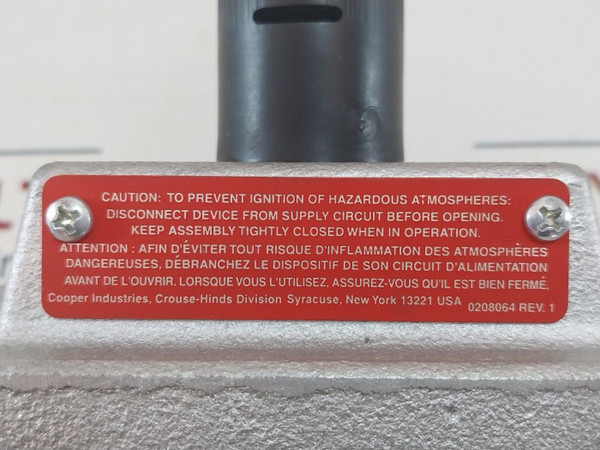 CAUTION: TO PREVENT IGNITION OF HAZARDOUS ATMOSPHERES:
DISCONNECT DEVICE FROM SUPPLY CIRCUIT BEFORE OPENING.
KEEP ASSEMBLY TIGHTLY CLOSED WHEN IN OPERATION.
ATTENTION : AFIN D'ÉVITER TOUT RISQUE D'INFLAMMATION DES ATMOSPHÈRES
DANGEREUSES, DÉBRANCHEZ LE DISPOSITIF DE SON CIRCUIT D'ALIMENTATION
AVANT DE L'OUVRIR. LORSQUE VOUS L'UTILISEZ, ASSUREZ-VOUS QU'IL EST BIEN FERMÉ.
Cooper Industries, Crouse-Hinds Division Syracuse, New York 13221 USA 0208064 REV. 1